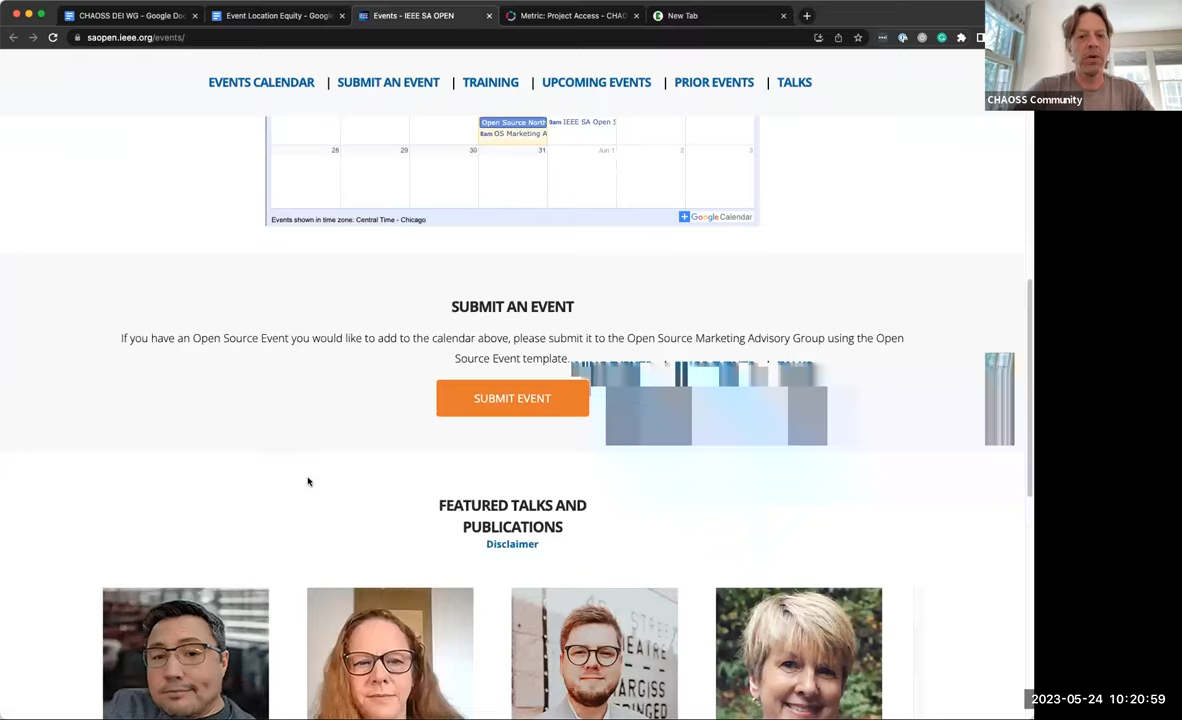 CHAOSS DEI WG - Google Doc
Event Location Equity - Google
Events - IEEE SA OPEN
Metric: Project Access - CHAO
New Tab
saopen.ieee.org/events/
CHAOSS Community
EVENTS CALENDAR | SUBMIT AN EVENT | TRAINING | UPCOMING EVENTS | PRIOR EVENTS | TALKS
Open Source North
9am IEEE SA Open S
8am OS Marketing A
28 29 30 31 Jun 1 2 3
Events shown in time zone: Central Time - Chicago
Google Calendar
SUBMIT AN EVENT
If you have an Open Source Event you would like to add to the calendar above, please submit it to the Open Source Marketing Advisory Group using the Open
Source Event template.
SUBMIT EVENT
FEATURED TALKS AND
PUBLICATIONS
Disclaimer
2023-05-24 10:20:59